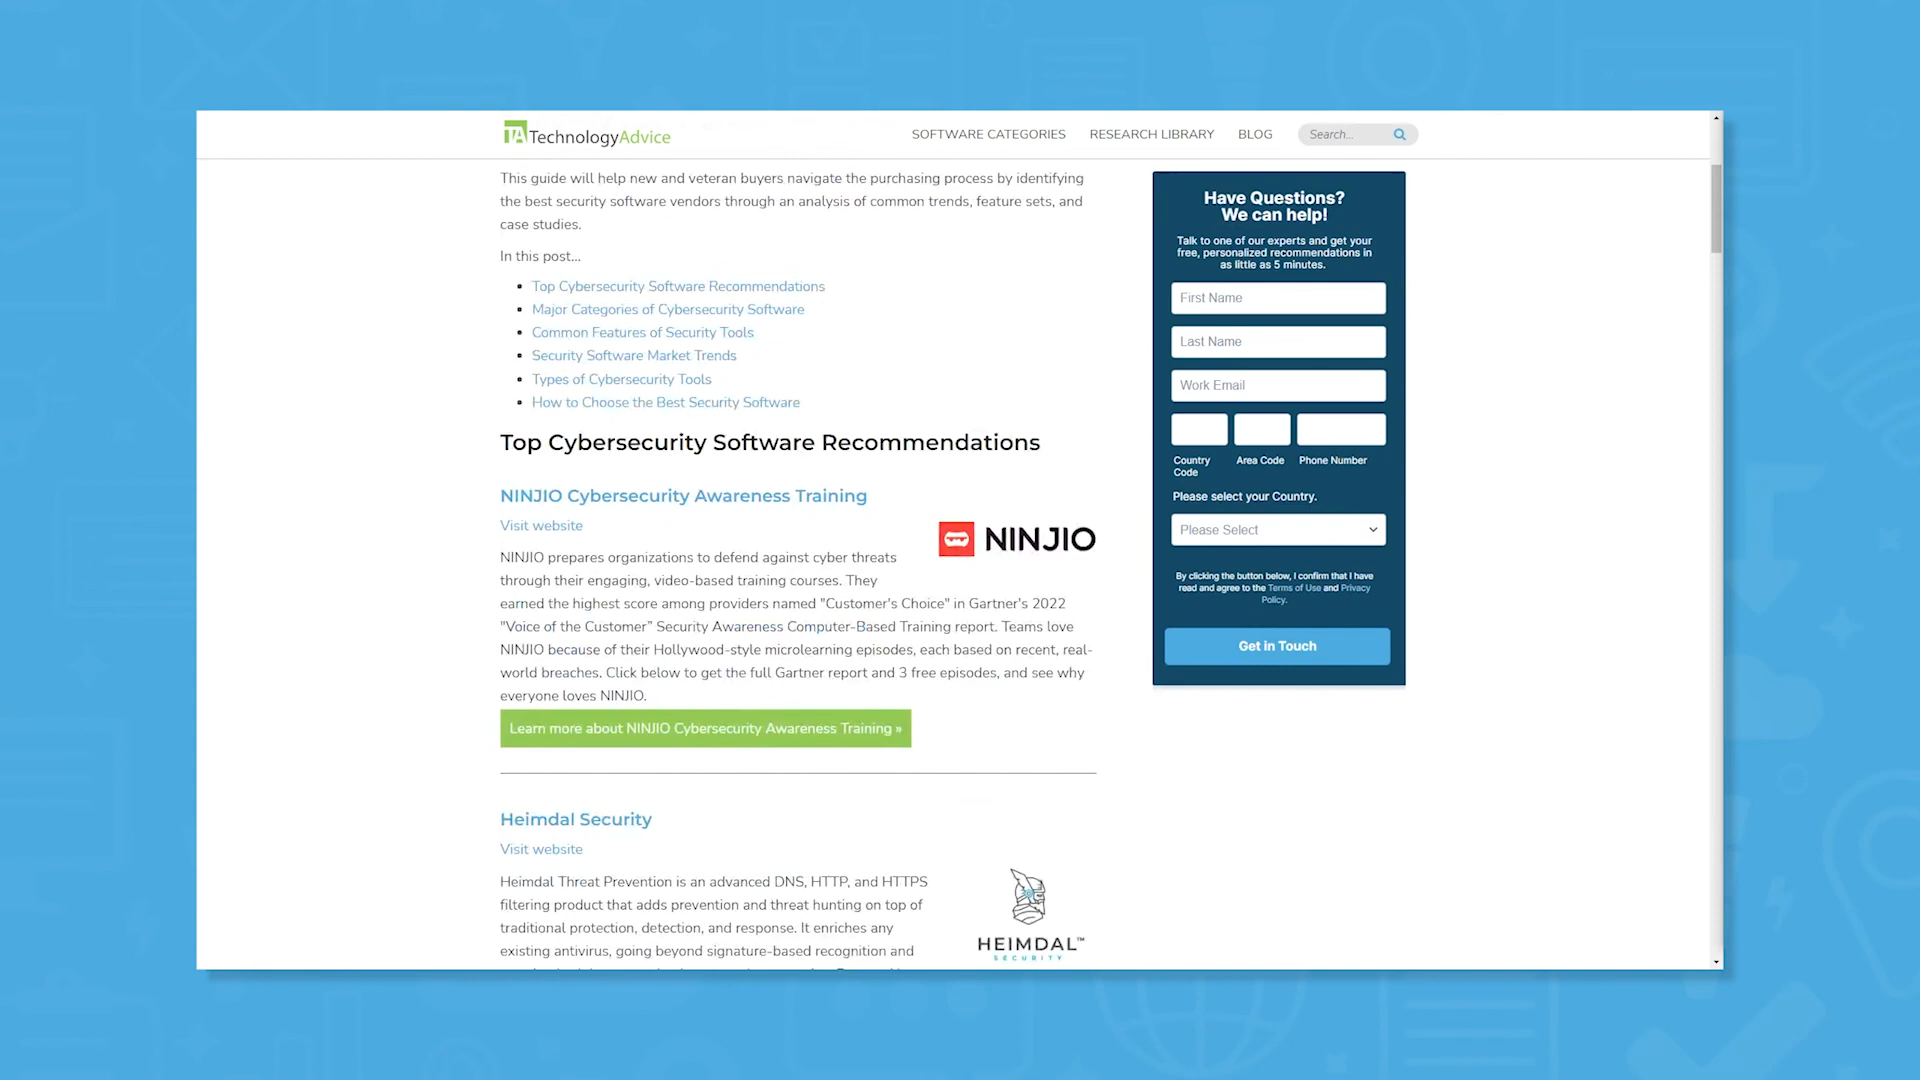 TA TechnologyAdvice
SOFTWARE CATEGORIES
RESEARCH LIBRARY
BLOG
Search...
This guide will help new and veteran buyers navigate the purchasing process by identifying
the best security software vendors through an analysis of common trends, feature sets, and
case studies.
In this post...
Top Cybersecurity Software Recommendations
Major Categories of Cybersecurity Software
Common Features of Security Tools
Security Software Market Trends
Types of Cybersecurity Tools
How to Choose the Best Security Software
Top Cybersecurity Software Recommendations
NINJIO Cybersecurity Awareness Training
Visit website
NINJIO
NINJIO prepares organizations to defend against cyber threats
through their engaging, video-based training courses. They
earned the highest score among providers named "Customer's Choice" in Gartner's 2022
"Voice of the Customer” Security Awareness Computer-Based Training report. Teams love
NINJIO because of their Hollywood-style microlearning episodes, each based on recent, real-
world breaches. Click below to get the full Gartner report and 3 free episodes, and see why
everyone loves NINJIO.
Learn more about NINJIO Cybersecurity Awareness Training »
Heimdal Security
Visit website
Heimdal Threat Prevention is an advanced DNS, HTTP, and HTTPS
filtering product that adds prevention and threat hunting on top of
traditional protection, detection, and response. It enriches any
existing antivirus, going beyond signature-based recognition and
HEIMDAL™
SECURITY
Have Questions?
We can help!
Talk to one of our experts and get your
free, personalized recommendations in
as little as 5 minutes.
First Name
Last Name
Work Email
Country
Code
Area Code
Phone Number
Please select your Country.
Please Select
By clicking the button below, I confirm that I have
read and agree to the Terms of Use and Privacy
Policy.
Get in Touch